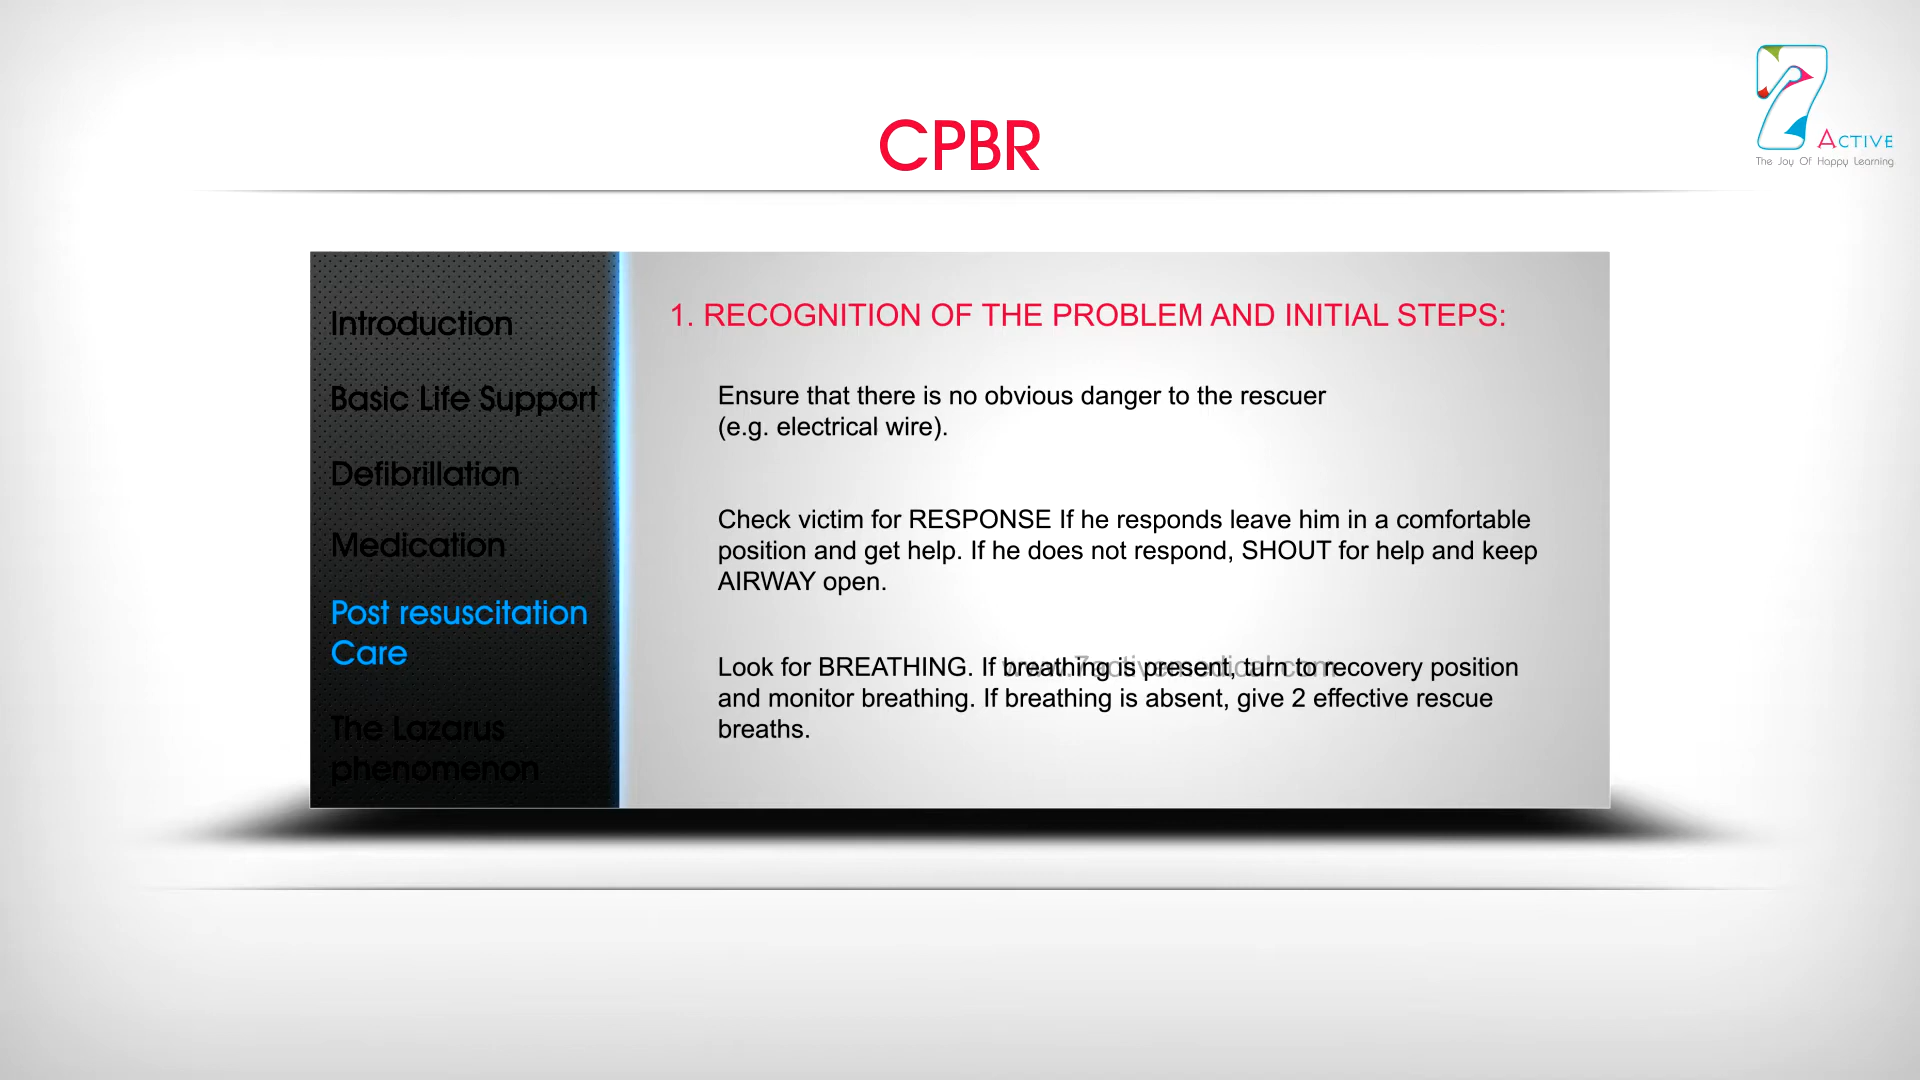 CPBR
7
ACTIVE
The Joy Of Happy Learning
Introduction
Basic Life Support
Defibrillation
Medication
Post resuscitation
Care
The Lazarus
phenomenon
1. RECOGNITION OF THE PROBLEM AND INITIAL STEPS:
Ensure that there is no obvious danger to the rescuer
(e.g. electrical wire).
Check victim for RESPONSE If he responds leave him in a comfortable
position and get help. If he does not respond, SHOUT for help and keep
AIRWAY open.
Look for BREATHING. If breathing is present, turn to recovery position
and monitor breathing. If breathing is absent, give 2 effective rescue
breaths.
www.7activemedical.com